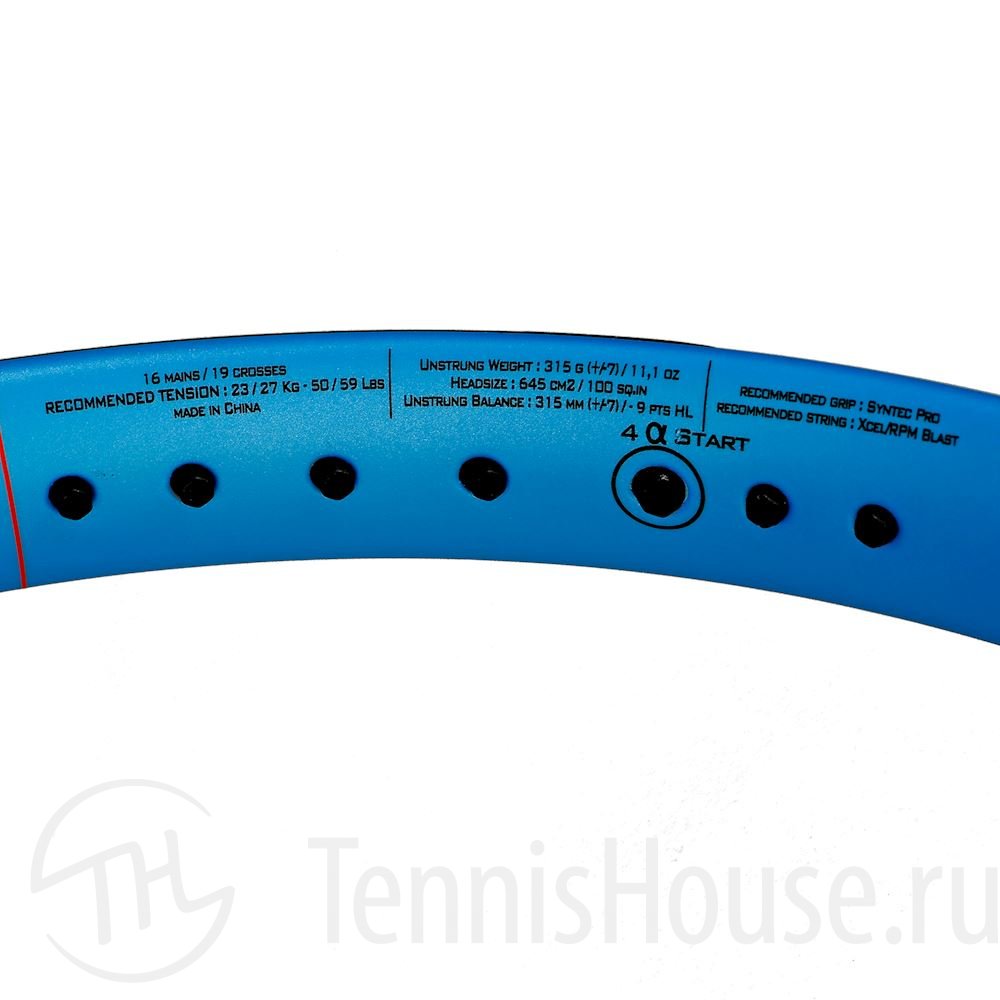 16 MAINS / 19 CROSSES
RECOMMENDED TENSION : 23 / 27 KG - 50 / 59 LBS
MADE IN CHINA
UNSTRUNG WEIGHT : 315 G (+/-7) / 11,1 OZ
HEADSIZE : 645 CM2 / 100 SQ.IN
UNSTRUNG BALANCE : 315 MM (+/-7) / - 9 PTS HL
RECOMMENDED GRIP : SYNTEC PRO
RECOMMENDED STRING : XCEL/RPM BLAST
4 α START
TH TennisHouse.ru